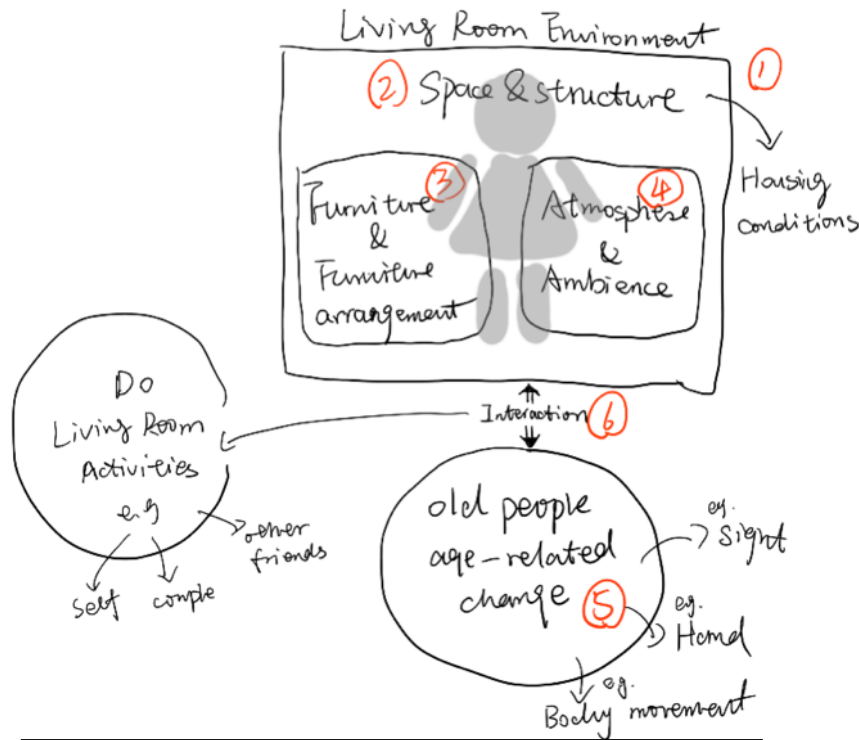 Living Room Environment
①
② Space & structure
Housing
conditions
③
Furniture
&
Furniture
arrangement
④
Atmosphere
&
Ambience
Interaction ⑥
Do
Living Room
Activities
e.g
self
couple
other
friends
old people
age-related
change ⑤
eg.
Sight
eg.
Hand
eg.
Body movement